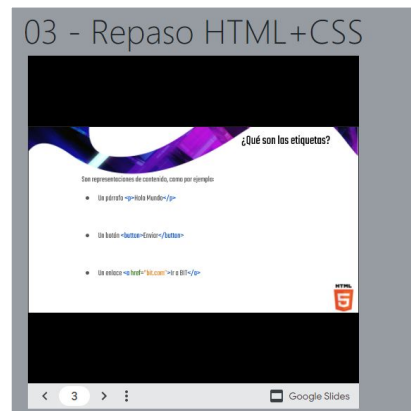 03 - Repaso HTML+CSS
¿Qué son las etiquetas?
Son representaciones de contenido, como por ejemplo:
● Un párrafo <p>Hola Mundo</p>
● Un botón <button>Enviar</button>
● Un enlace <a href="bit.com">Ir a BIT</a>
HTML
5
3
Google Slides